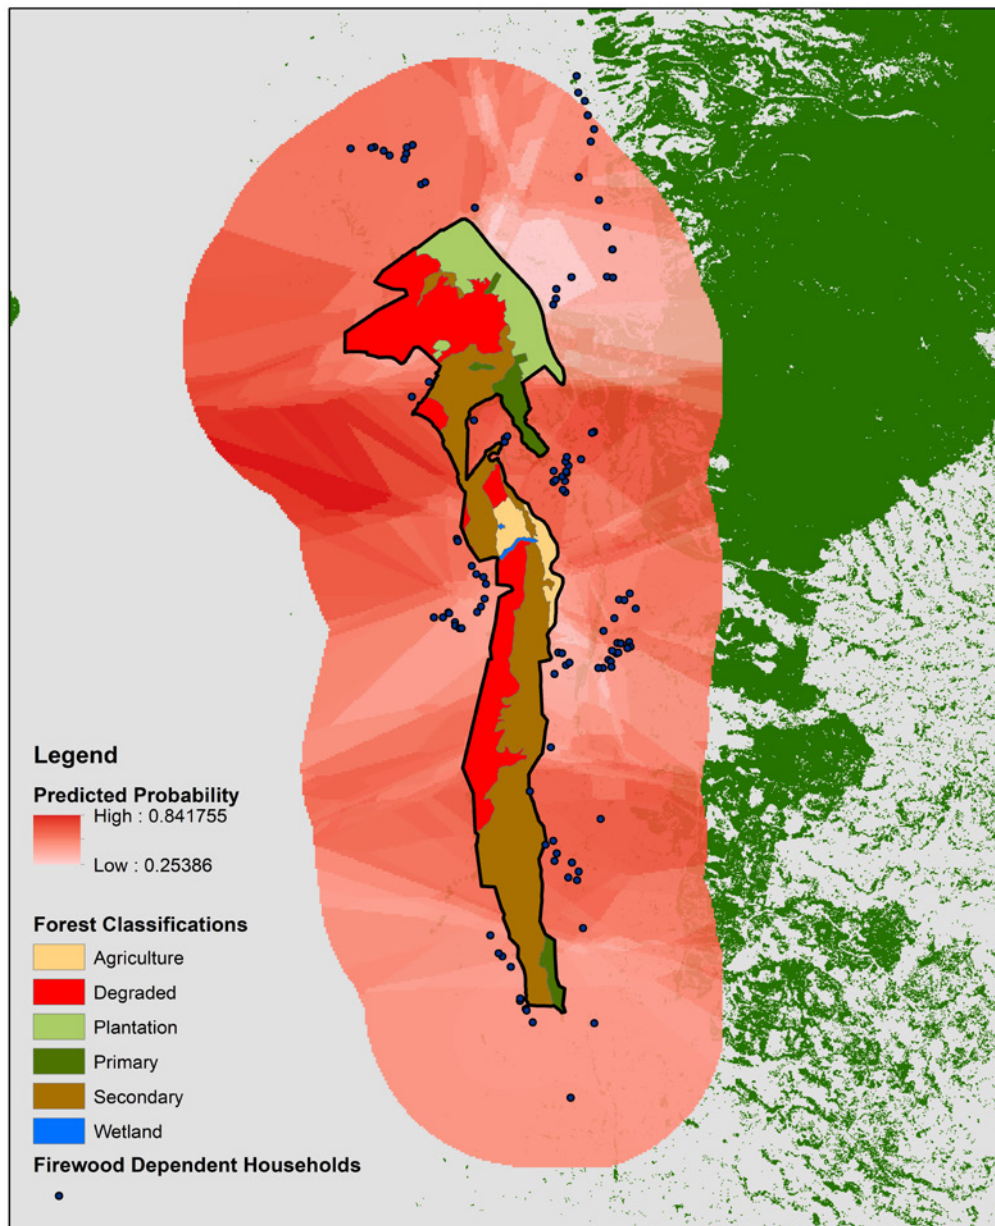 Legend
Predicted Probability
High : 0.841755
Low : 0.25386
Forest Classifications
Agriculture
Degraded
Plantation
Primary
Secondary
Wetland
Firewood Dependent Households